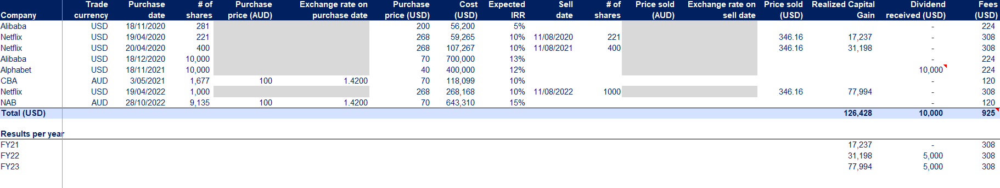 Company Trade currency Purchase date # of shares Purchase price (AUD) Exchange rate on purchase date Purchase price (USD) Cost (USD) Expected IRR Sell date # of shares Price sold (AUD) Exchange rate on sell date Price sold (USD) Realized Capital Gain Dividend received (USD) Fees (USD)
Alibaba USD 18/11/2020 281 200 56,200 5% - 224
Netflix USD 19/04/2020 221 268 59,265 10% 11/08/2020 221 346.16 17,237 - 308
Netflix USD 20/04/2020 400 268 107,267 10% 11/08/2021 400 346.16 31,198 - 308
Alibaba USD 18/12/2020 10,000 70 700,000 13% - 224
Alphabet USD 18/11/2021 10,000 40 400,000 12% 10,000 224
CBA AUD 3/05/2021 1,677 100 1.4200 70 118,099 10% - 120
Netflix USD 19/04/2022 1,000 268 268,168 10% 11/08/2022 1000 346.16 77,994 - 308
NAB AUD 28/10/2022 9,135 100 1.4200 70 643,310 15% - 120
Total (USD) 126,428 10,000 925
Results per year
FY21 17,237 - 308
FY22 31,198 5,000 308
FY23 77,994 5,000 308